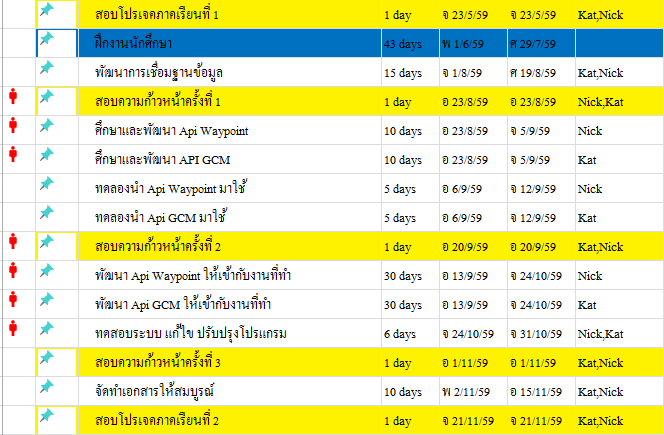 สอบโปรเจคภาคเรียนที่ 1 1 day จ 23/5/59 จ 23/5/59 Kat,Nick
ฝึกงานนักศึกษา 43 days พ 1/6/59 ศ 29/7/59
พัฒนาการเชื่อมฐานข้อมูล 15 days จ 1/8/59 ศ 19/8/59 Kat,Nick
สอบความก้าวหน้าครั้งที่ 1 1 day อ 23/8/59 อ 23/8/59 Nick,Kat
ศึกษาและพัฒนา Api Waypoint 10 days อ 23/8/59 จ 5/9/59 Nick
ศึกษาและพัฒนา API GCM 10 days อ 23/8/59 จ 5/9/59 Kat
ทดลองนำ Api Waypoint มาใช้ 5 days อ 6/9/59 จ 12/9/59 Nick
ทดลองนำ Api GCM มาใช้ 5 days อ 6/9/59 จ 12/9/59 Kat
สอบความก้าวหน้าครั้งที่ 2 1 day อ 20/9/59 อ 20/9/59 Kat,Nick
พัฒนา Api Waypoint ให้เข้ากับงานที่ทำ 30 days อ 13/9/59 จ 24/10/59 Nick
พัฒนา Api GCM ให้เข้ากับงานที่ทำ 30 days อ 13/9/59 จ 24/10/59 Kat
ทดสอบระบบ แก้ไข ปรับปรุงโปรแกรม 6 days จ 24/10/59 จ 31/10/59 Nick,Kat
สอบความก้าวหน้าครั้งที่ 3 1 day อ 1/11/59 อ 1/11/59 Kat,Nick
จัดทำเอกสารให้สมบูรณ์ 10 days พ 2/11/59 อ 15/11/59 Kat,Nick
สอบโปรเจคภาคเรียนที่ 2 1 day จ 21/11/59 จ 21/11/59 Kat,Nick